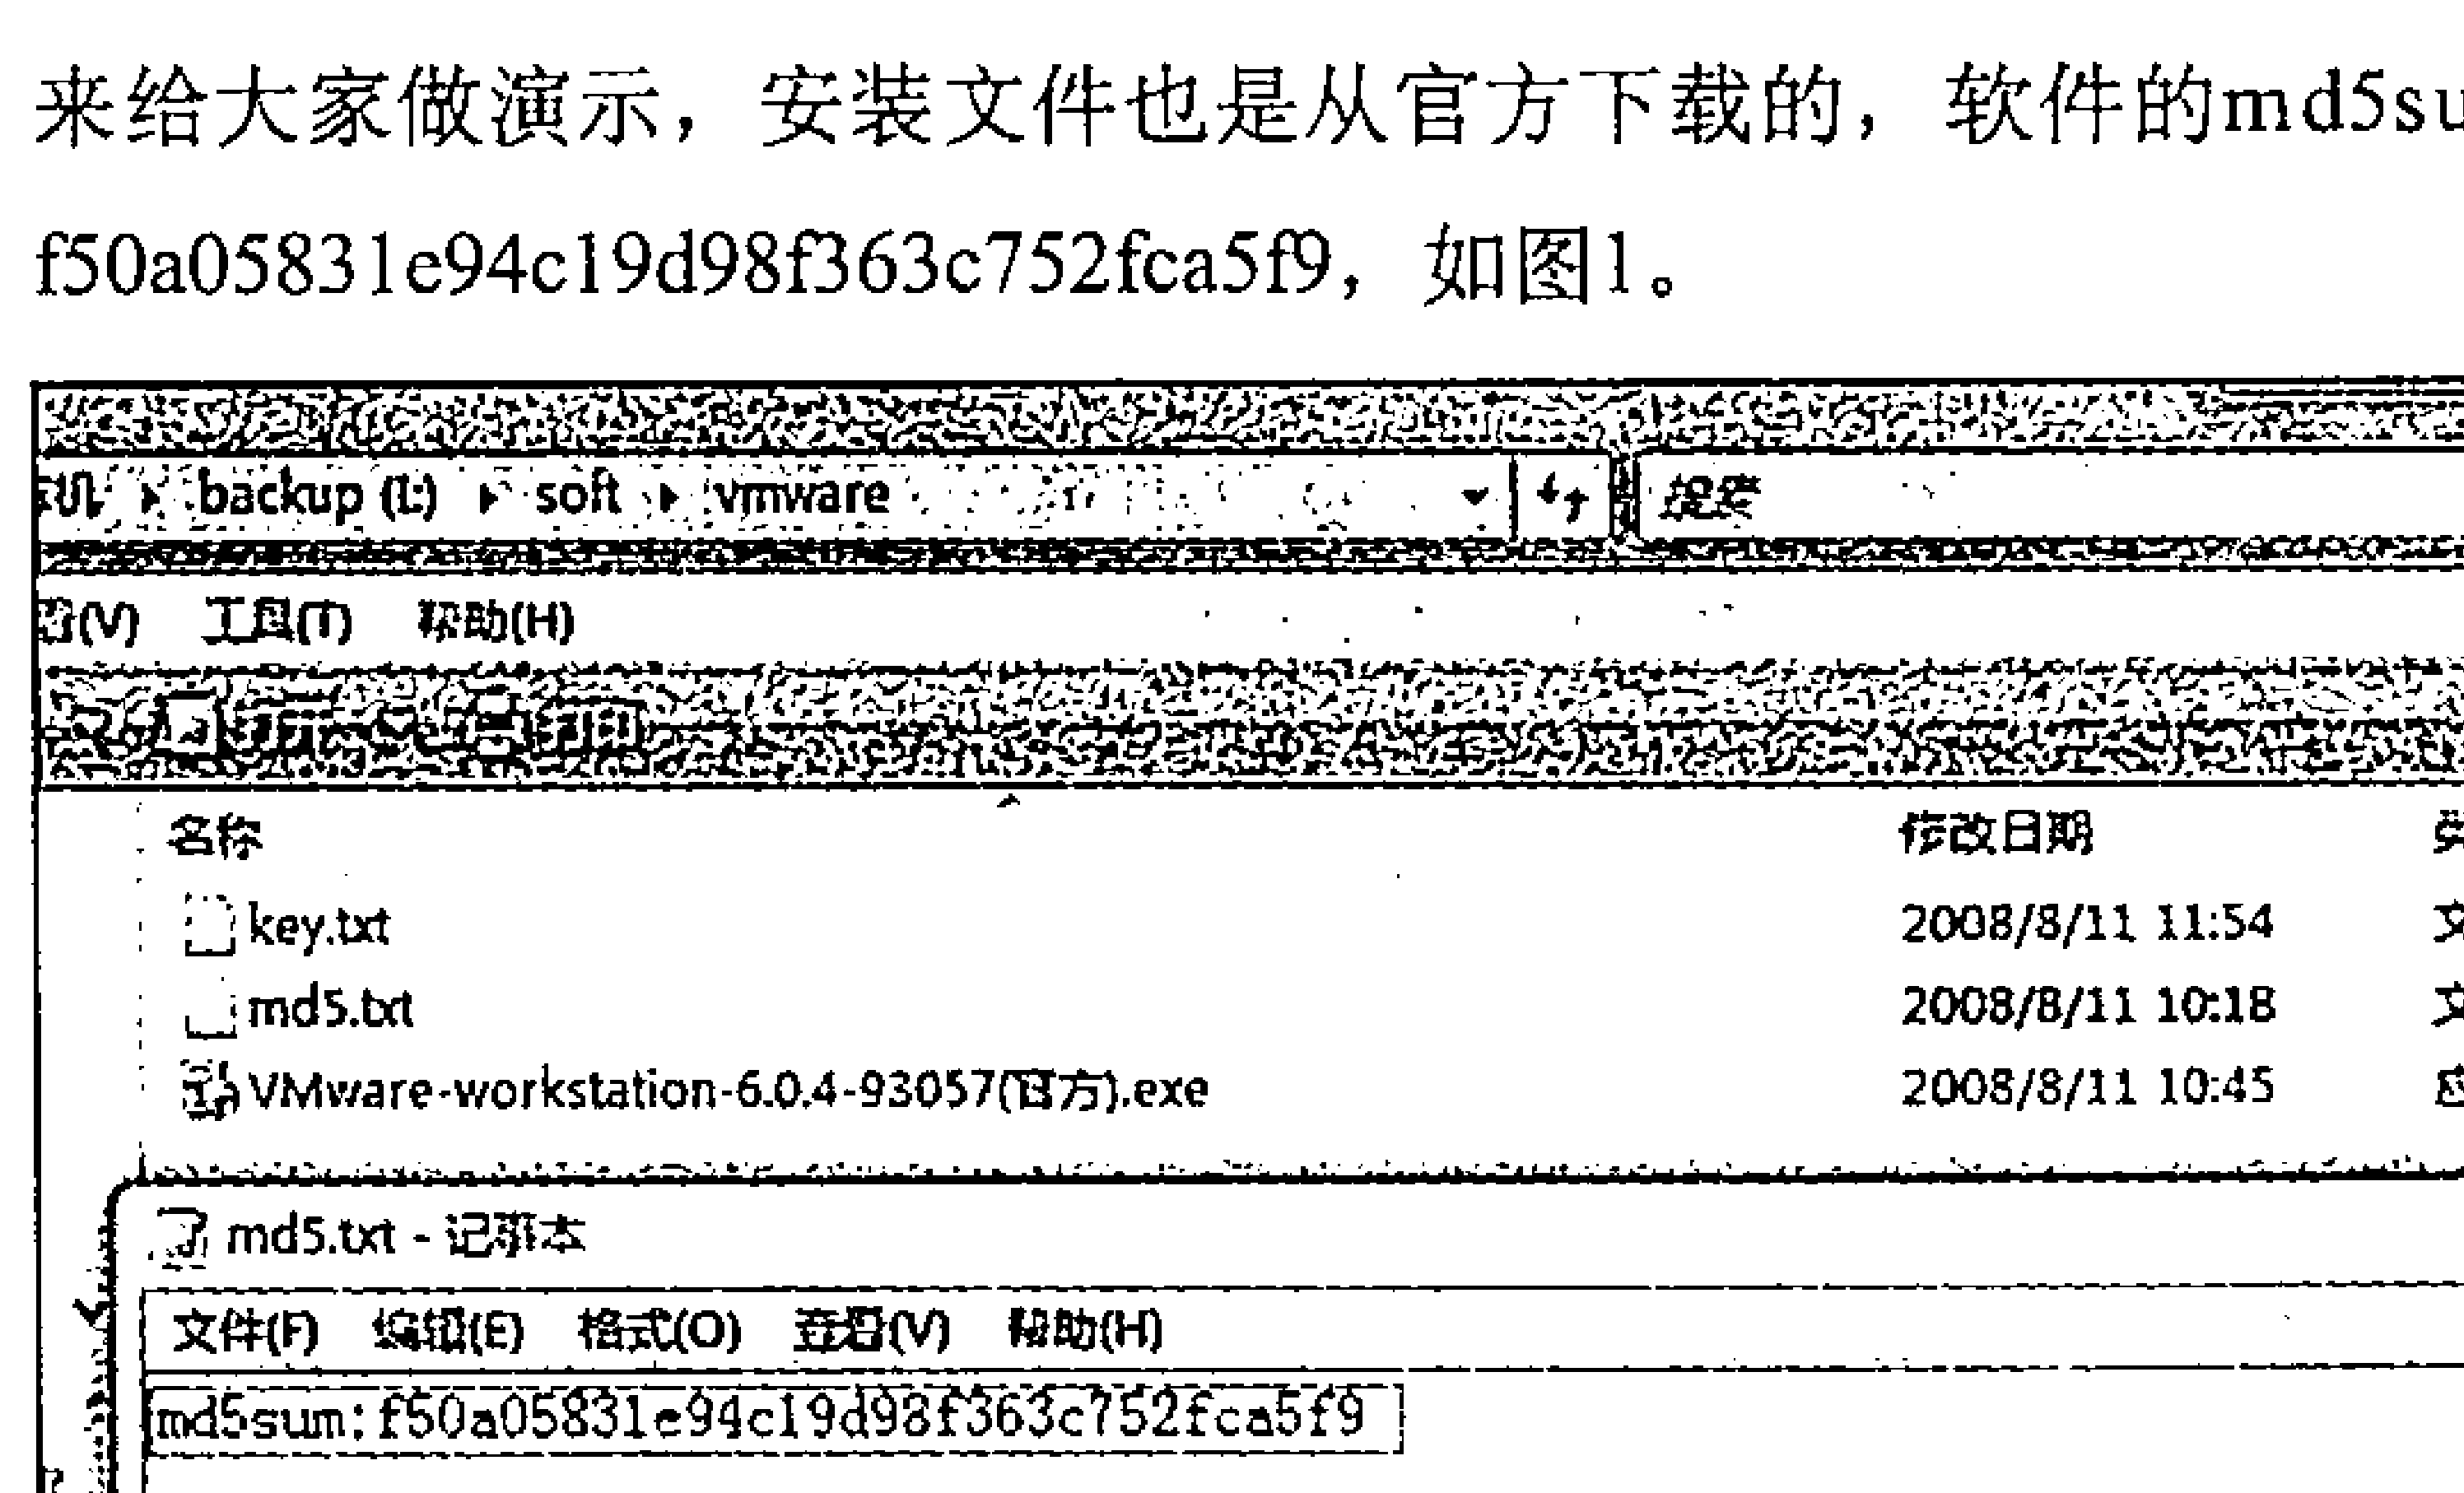 来给大家做演示，安装文件也是从官方下载的，软件的md5su
f50a05831e94c19d98f363c752fca5f9，如图1。
backup (I:) soft vmware
(V) 工具(T) 帮助(H)
名称 修改日期
key.txt 2008/8/11 11:54 文
md5.txt 2008/8/11 10:18 文
VMware-workstation-6.0.4-93057(官方).exe 2008/8/11 10:45 应
md5.txt - 记事本
文件(F) 编辑(E) 格式(O) 查看(V) 帮助(H)
md5sum:f50a05831e94c19d98f363c752fca5f9